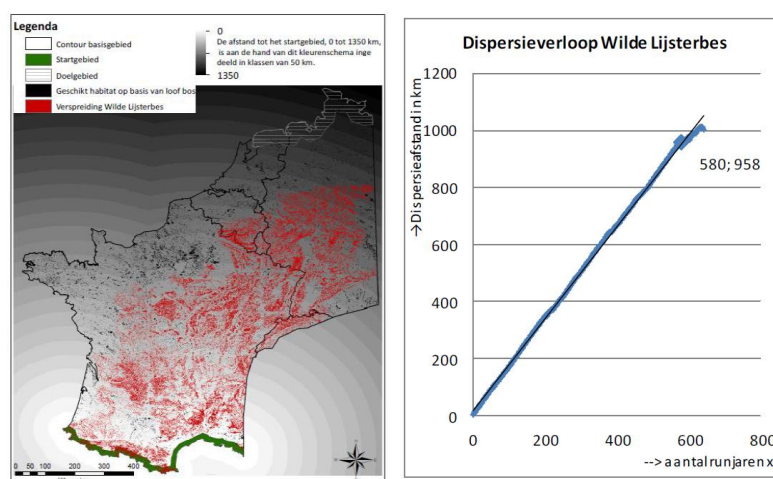 Legenda
Contour basisgebied
Startgebied
Doelgebied
Geschikt habitat op basis van loof bos
Verspreiding Wilde Lijsterbes
0
De afstand tot het startgebied, 0 tot 1350 km,
is aan de hand van dit kleurenschema inge
deeld in klassen van 50 km.
1350
0 50 100 200 300 400
Dispersieverloop Wilde Lijsterbes
1200
1000
800
600
400
200
0
580; 958
0 200 400 600 800
-->Dispersieafstand in km
--> aantal runjaren x